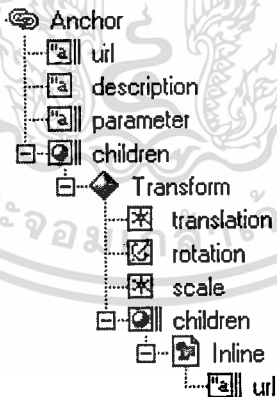 Anchor
url
description
parameter
children
Transform
translation
rotation
scale
children
Inline
url